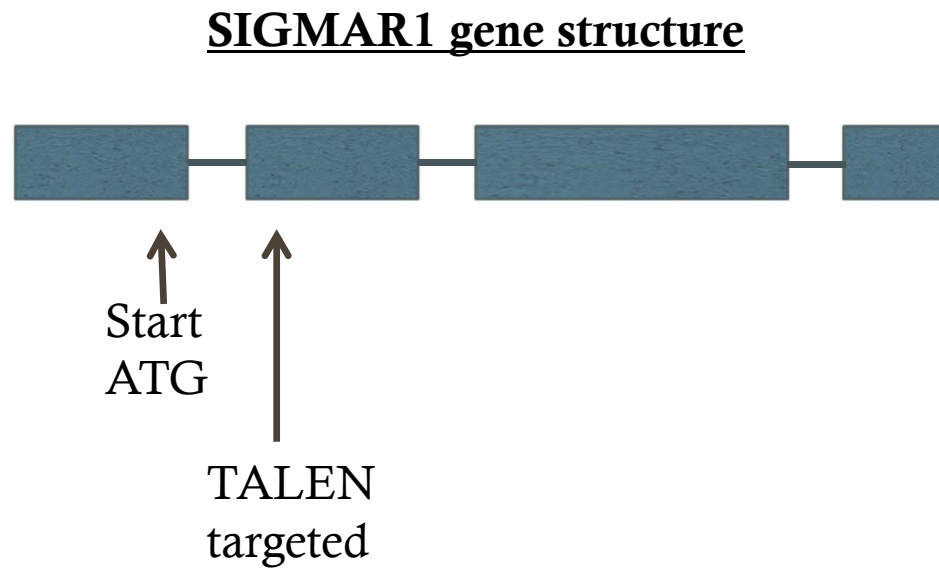 SIGMAR1 gene structure
Start
ATG
TALEN
targeted